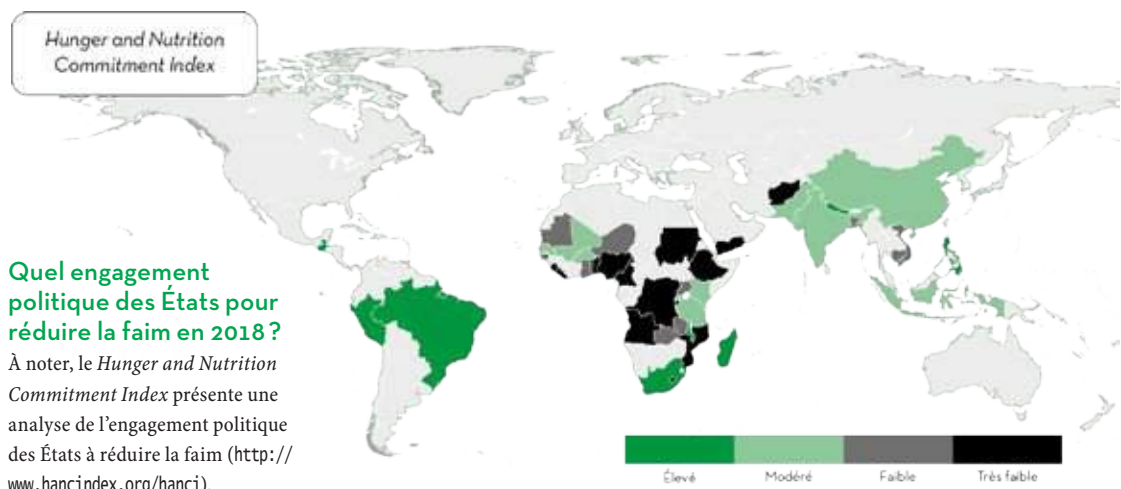 Hunger and Nutrition
Commitment Index
Quel engagement
politique des États pour
réduire la faim en 2018 ?
À noter, le Hunger and Nutrition
Commitment Index présente une
analyse de l'engagement politique
des États à réduire la faim (http://
www.hancindex.org/hanci).
Élevé
Modéré
Faible
Très faible